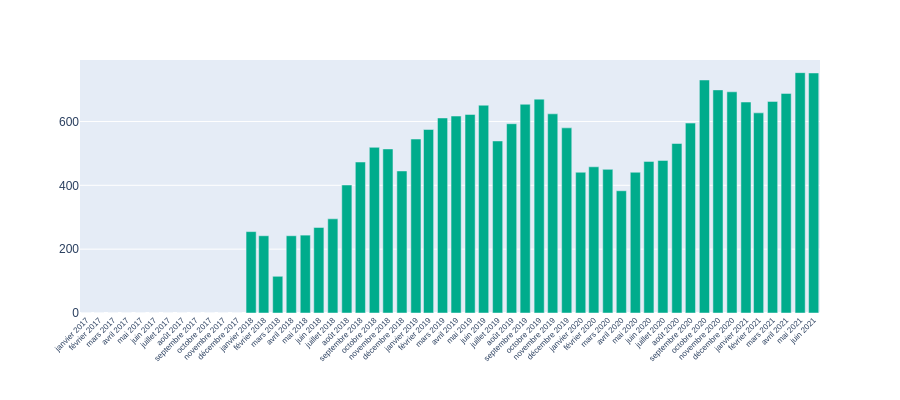 600
400
200
0
janvier 2017
février 2017
mars 2017
avril 2017
mai 2017
juin 2017
juillet 2017
août 2017
septembre 2017
octobre 2017
novembre 2017
décembre 2017
janvier 2018
février 2018
mars 2018
avril 2018
mai 2018
juin 2018
juillet 2018
août 2018
septembre 2018
octobre 2018
novembre 2018
décembre 2018
janvier 2019
février 2019
mars 2019
avril 2019
mai 2019
juin 2019
juillet 2019
août 2019
septembre 2019
octobre 2019
novembre 2019
décembre 2019
janvier 2020
février 2020
mars 2020
avril 2020
mai 2020
juin 2020
juillet 2020
août 2020
septembre 2020
octobre 2020
novembre 2020
décembre 2020
janvier 2021
février 2021
mars 2021
avril 2021
mai 2021
juin 2021